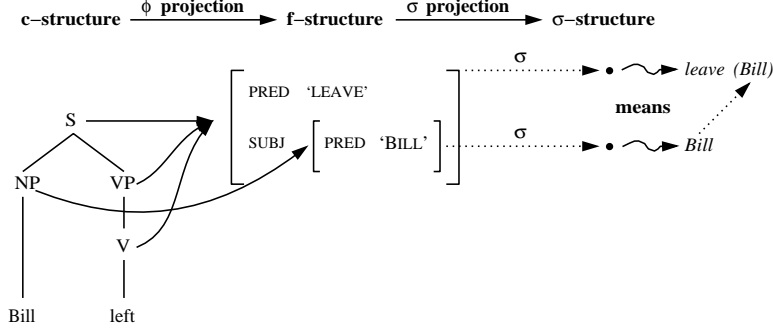 c–structure ϕ projection f–structure σ projection σ–structure
PRED ‘LEAVE’ σ leave (Bill)
means
S
SUBJ PRED ‘BILL’ σ Bill
NP VP
V
Bill left